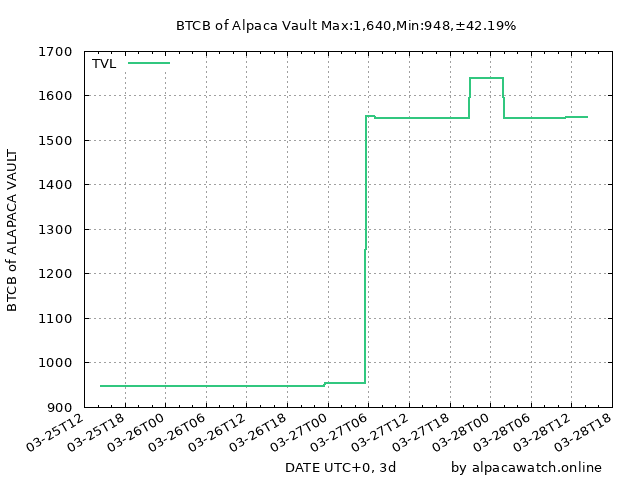 BTCB of Alpaca Vault Max:1,640,Min:948,±42.19%
TVL
BTCB of ALAPACA VAULT
1700
1600
1500
1400
1300
1200
1100
1000
900
03-25T12
03-25T18
03-26T00
03-26T06
03-26T12
03-26T18
03-27T00
03-27T06
03-27T12
03-27T18
03-28T00
03-28T06
03-28T12
03-28T18
DATE UTC+0, 3d
by alpacawatch.online